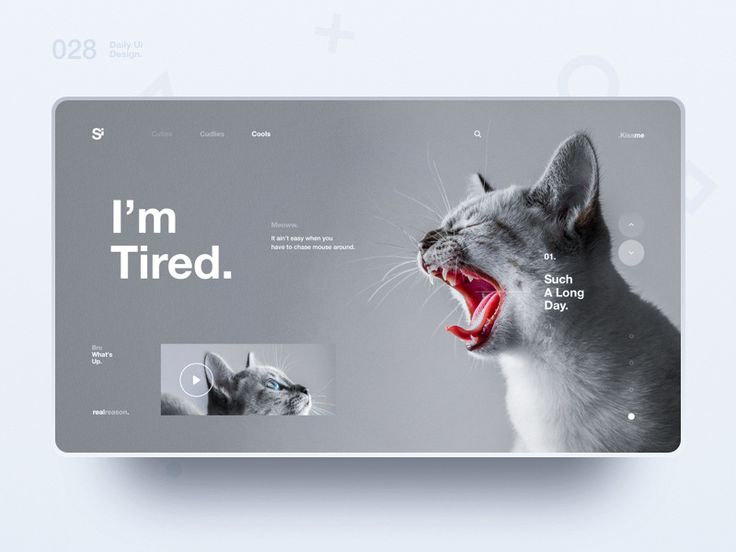 028
Daily Ui
Design.
Si
Cuties
Cudlies
Cools
.Kissme
I'm
Tired.
Meoww.
It ain't easy when you
have to chase mouse around.
01.
Such
A Long
Day.
Bro
What's
Up.
realreason.